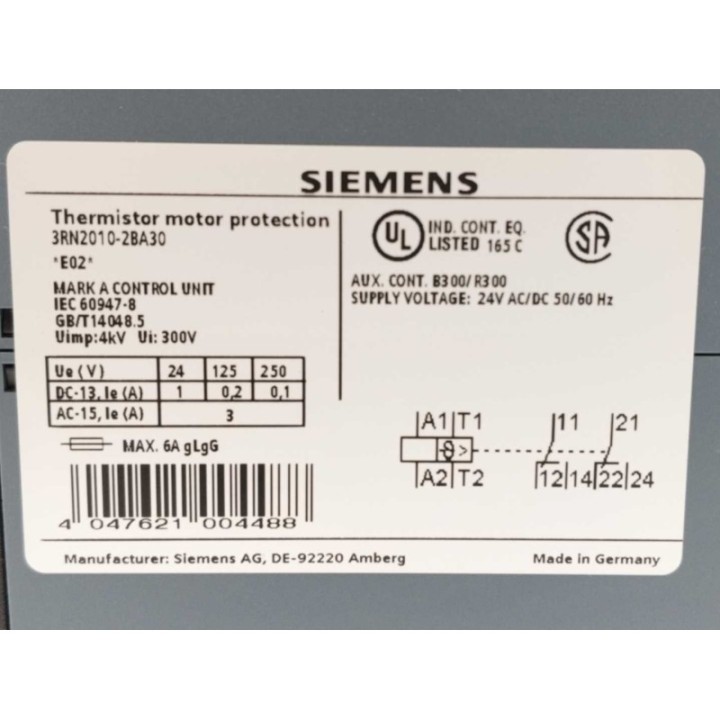 SIEMENS
Thermistor motor protection
3RN2010-2BA30
*E02*
MARK A CONTROL UNIT
IEC 60947-8
GB/T14048.5
Uimp:4kV Ui: 300V
UL IND. CONT. EQ.
LISTED 165 C
SA
AUX. CONT. B300/R300
SUPPLY VOLTAGE: 24V AC/DC 50/60 Hz
Ue (V) 24 125 250
DC-13, Ie (A) 1 0,2 0,1
AC-15, Ie (A) 3
MAX. 6A gLgG
A1 T1 11 21
ϑ >
A2 T2 12 14 22 24
4 047621 004488
Manufacturer: Siemens AG, DE-92220 Amberg
Made in Germany